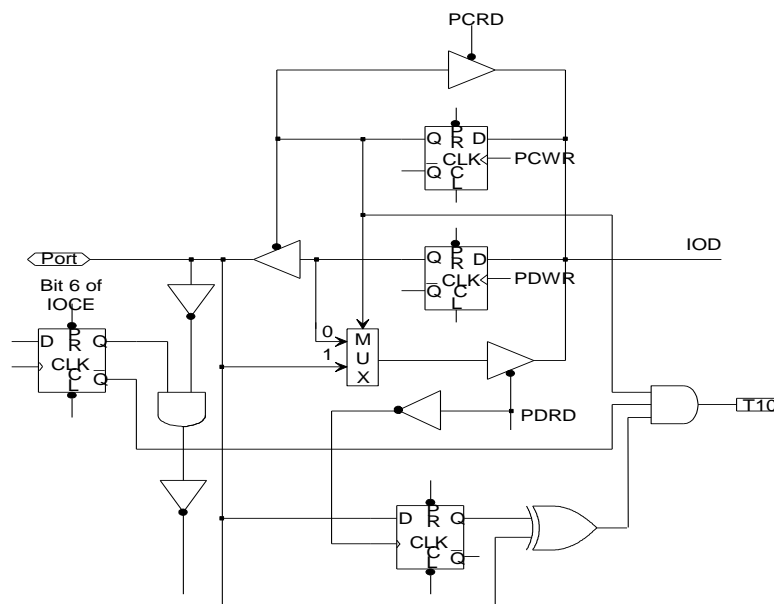 PCRD
P
Q R D
CLK PCWR
Q C
L
IOD
Port
P
Q R D
CLK PDWR
Q C
L
Bit 6 of
IOCE
P
D R Q
CLK
C Q
L
0
1
M
U
X
PDRD
T10
P
D R Q
CLK
C Q
L